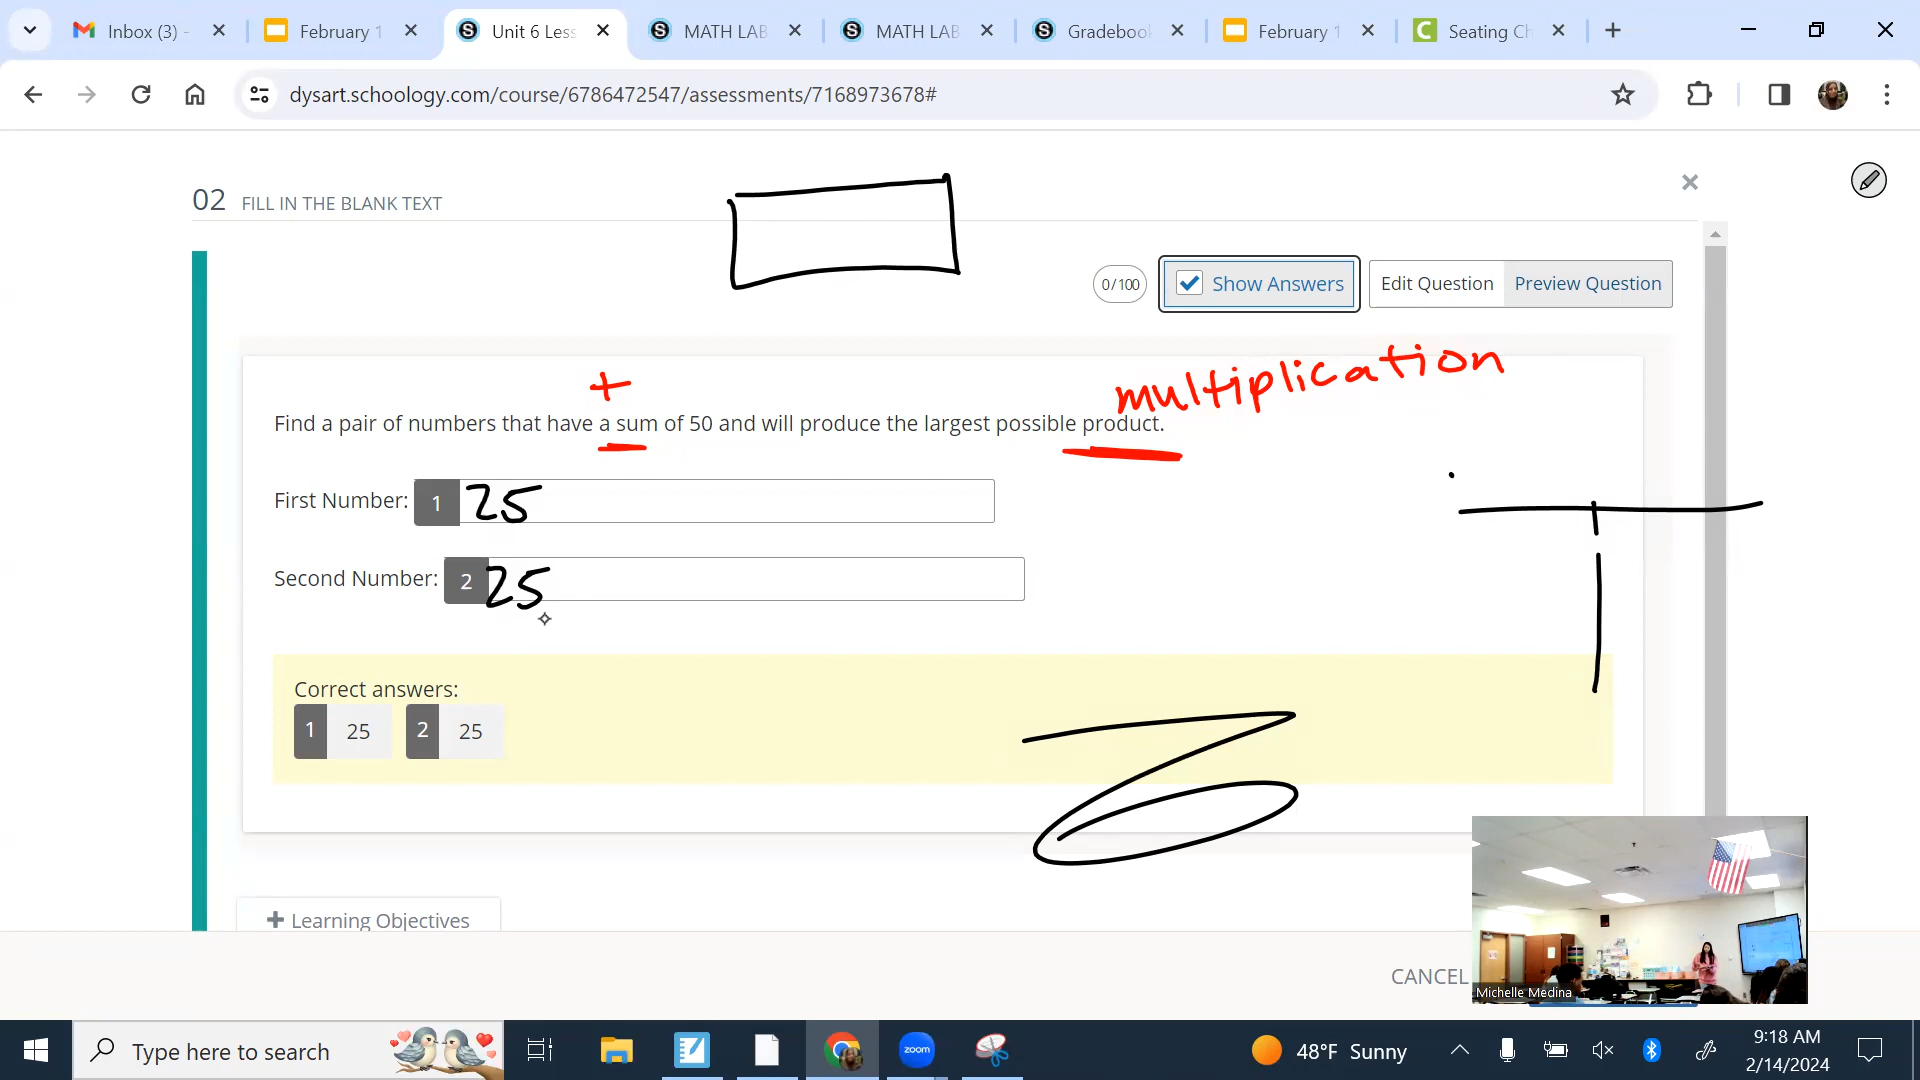 Inbox (3) -
February 1
Unit 6 Less
MATH LAB
MATH LAB
Gradeboo
February 1
Seating Ch
dysart.schoology.com/course/6786472547/assessments/7168973678#
02 FILL IN THE BLANK TEXT
0/100
Show Answers
Edit Question
Preview Question
+
multiplication
Find a pair of numbers that have a sum of 50 and will produce the largest possible product.
First Number: 1 25
Second Number: 2 25
Correct answers:
1 25 2 25
+ Learning Objectives
CANCEL
Michelle Medina
Type here to search
zoom
48°F Sunny
9:18 AM
2/14/2024